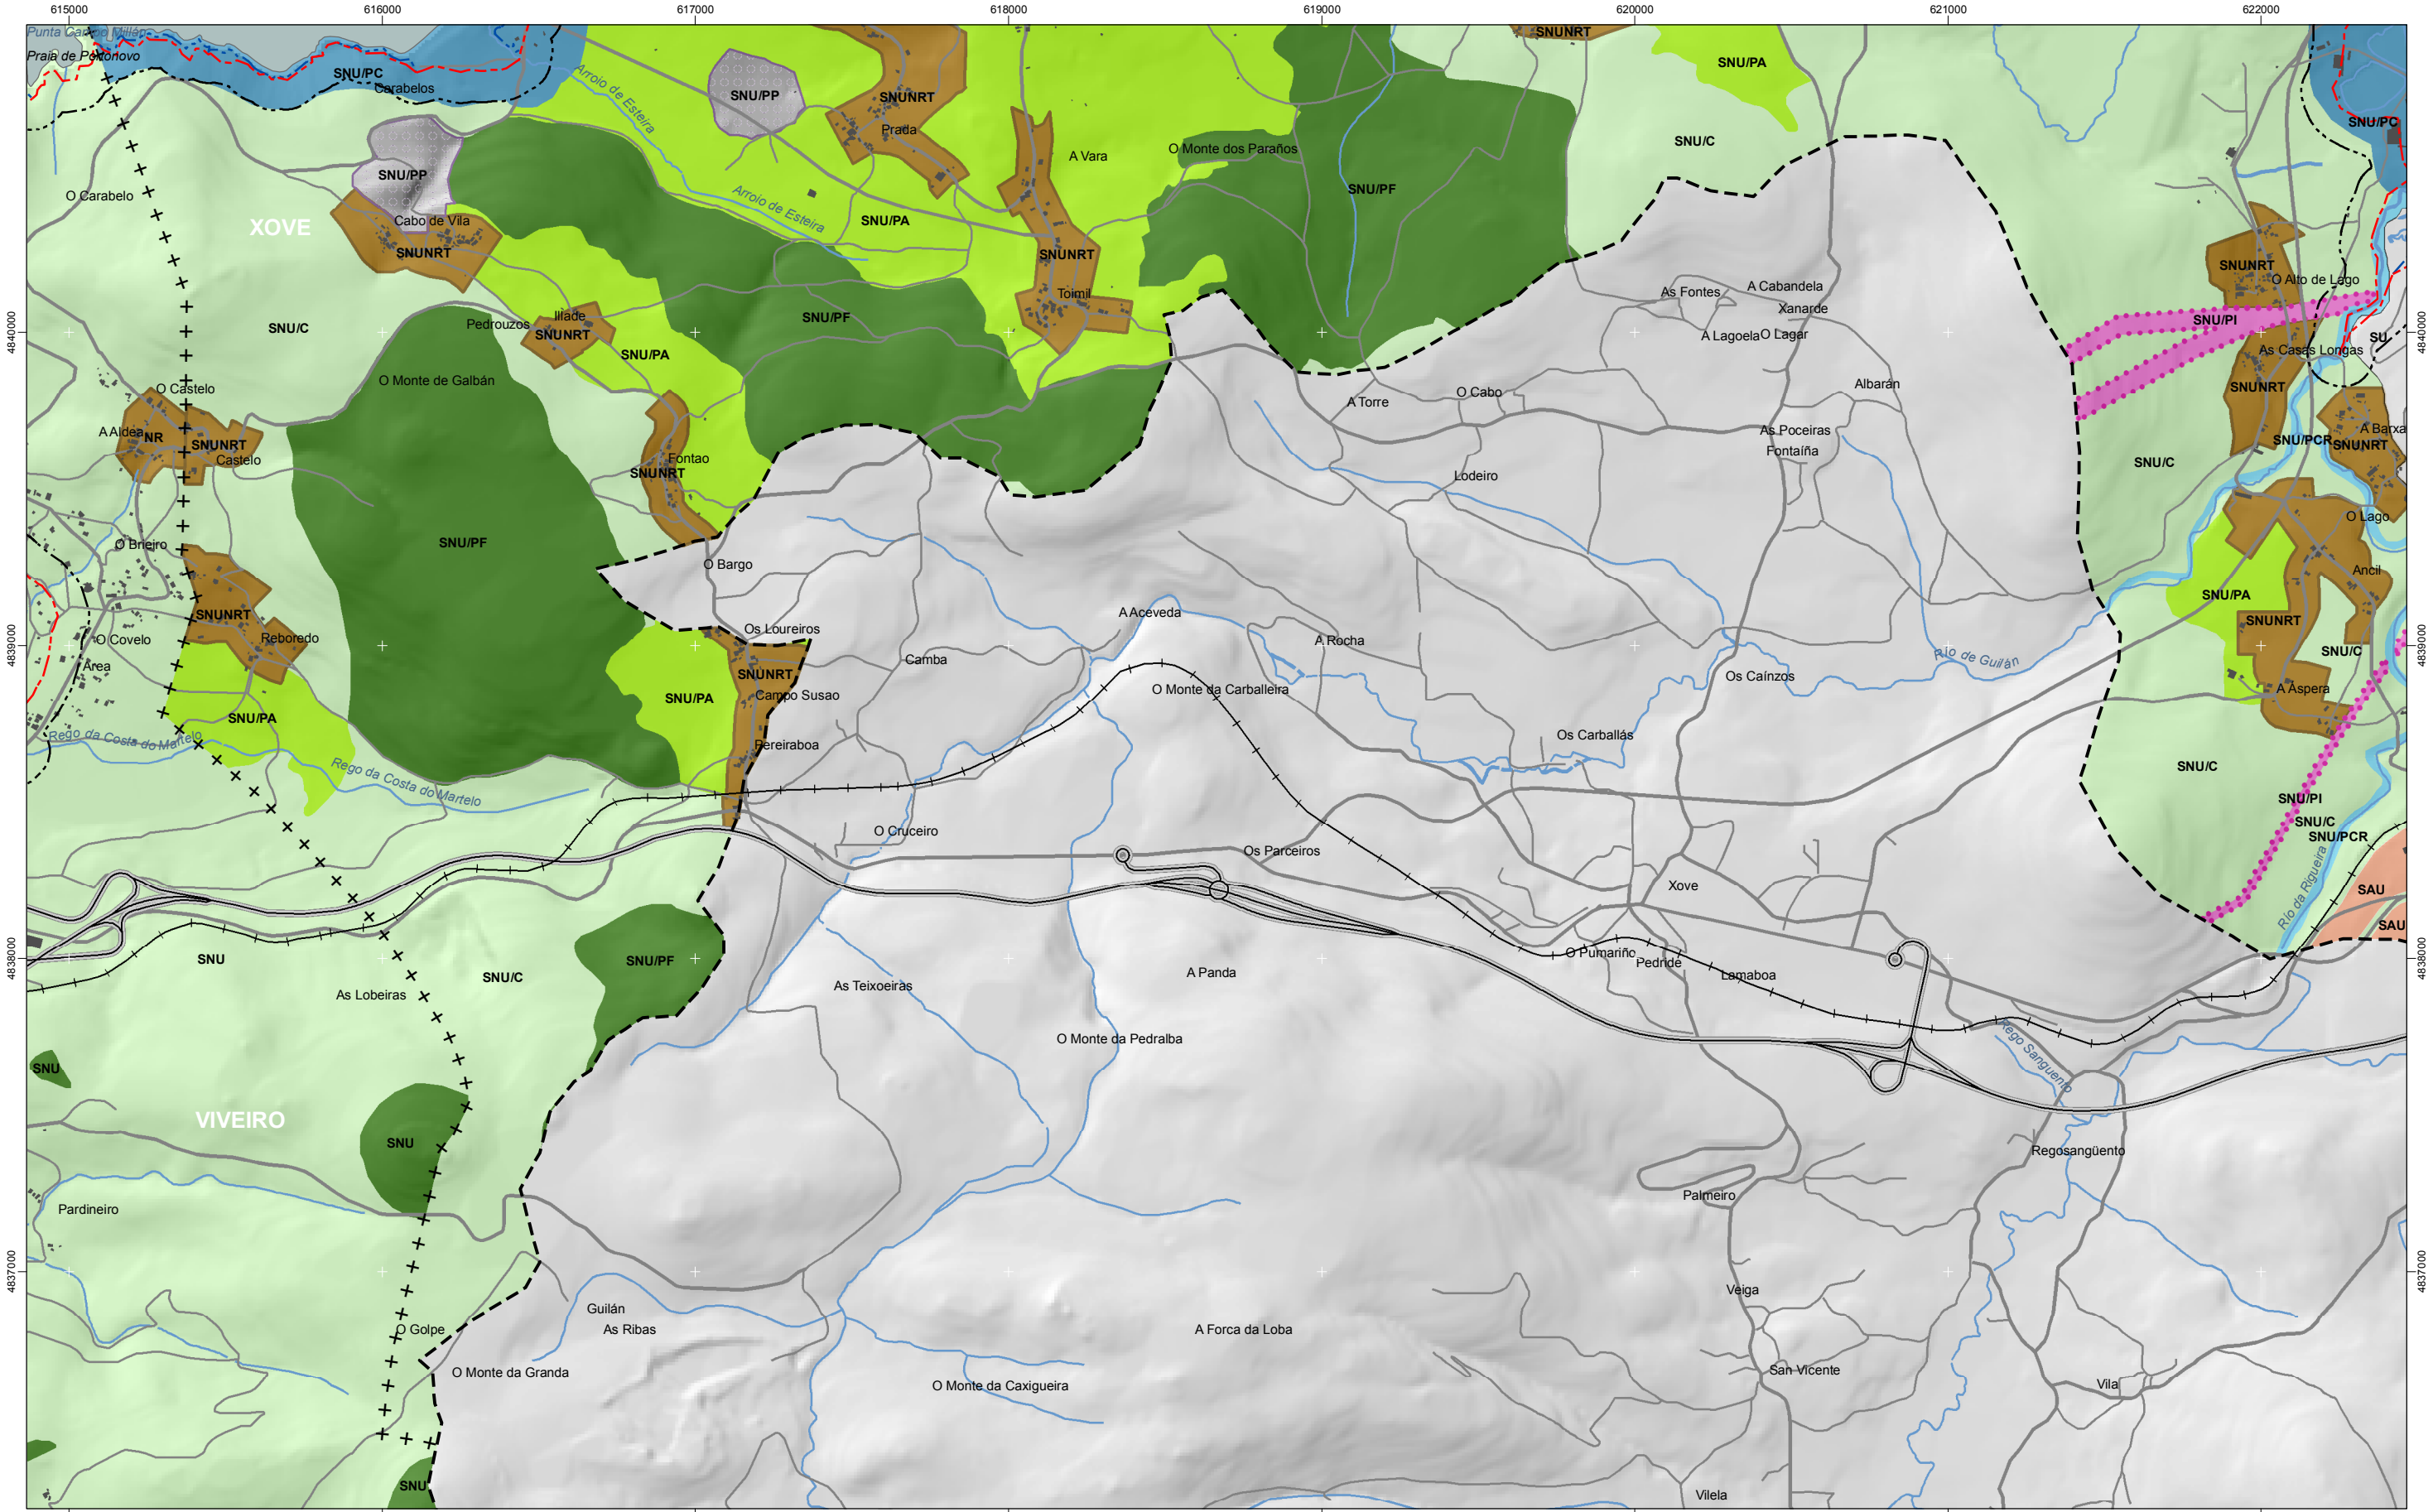 615000 616000 617000 618000 619000 620000 621000 622000
Punta Campo Millán
Praia de Portonovo
SNU/PC
Carabelos
Arroio de Esteira
SNU/PP
SNUNRT
Prada
A Vara
O Monte dos Paraños
SNUNRT
SNU/PA
SNU/C
SNU/PC
SNU/PP
O Carabelo
XOVE
Cabo de Vila
SNUNRT
Arroio de Esteira
SNU/PA
SNU/PF
SNUNRT
Toimil
SNUNRT
O Alto de Lago
As Fontes
A Cabandela
Xanarde
A Lagoela
O Lagar
SNU/PI
SU
4840000
4840000
SNU/C
Pedrouzos
Illade
SNUNRT
SNU/PF
SNU/PA
As Casas Longas
SNUNRT
O Monte de Galbán
O Castelo
A Aldea
NR
SNUNRT
Castelo
A Torre
O Cabo
Albarán
As Poceiras
Fontaíña
Lodeiro
SNU/C
SNU/PCR
SNUNRT
A Barxa
Fontao
SNUNRT
O Lago
O Brieiro
SNU/PF
O Bargo
Ancil
SNU/PA
SNUNRT
SNUNRT
Reboredo
O Covelo
Área
A Aceveda
Os Loureiros
A Rocha
Camba
4839000
4839000
Río de Guilán
SNU/C
SNUNRT
SNU/PA
Campo Susao
O Monte da Carballeira
Os Caínzos
A Aspera
SNU/PA
Rego da Costa do Martelo
Pereiraboa
Os Carballás
SNU/C
Rego da Costa do Martelo
SNU/PI
SNU/C
SNU/PCR
O Cruceiro
Os Parceiros
Xove
SAU
Río da Rigueira
SAU
SNU
SNU/PF
SNU/C
As Lobeiras
As Teixoeiras
A Panda
O Pumariño
Pedride
Lamaboa
4838000
4838000
O Monte da Pedralba
Rego Sanguento
SNU
VIVEIRO
SNU
Regosangüento
Pardineiro
Palmeiro
4837000
4837000
Guilán
As Ribas
O Golpe
A Forca da Loba
Veiga
O Monte da Granda
O Monte da Caxigueira
San Vicente
Vila
SNU
Vilela